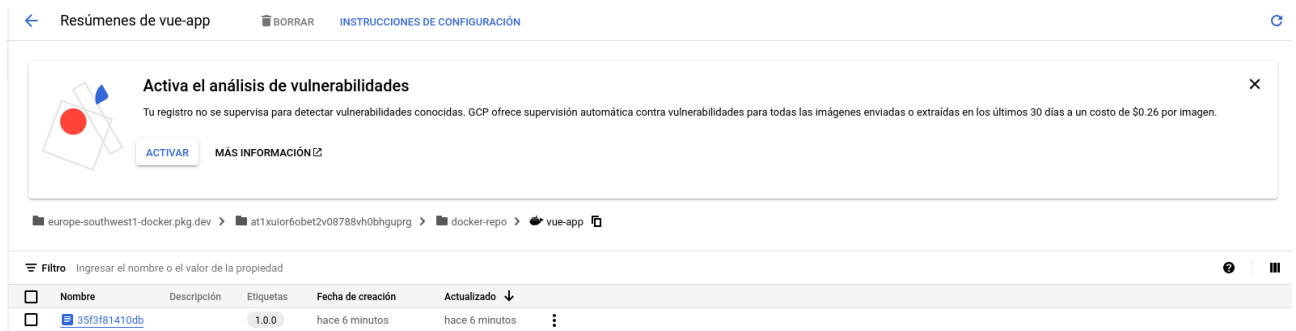 Resúmenes de vue-app BORRAR INSTRUCCIONES DE CONFIGURACIÓN
Activa el análisis de vulnerabilidades
Tu registro no se supervisa para detectar vulnerabilidades conocidas. GCP ofrece supervisión automática contra vulnerabilidades para todas las imágenes enviadas o extraídas en los últimos 30 días a un costo de $0.26 por imagen.
ACTIVAR MÁS INFORMACIÓN
europe-southwest1-docker.pkg.dev > at1xuior6obet2v08788vh0bhguprg > docker-repo > vue-app
Filtro Ingresar el nombre o el valor de la propiedad
Nombre Descripción Etiquetas Fecha de creación Actualizado
35f3f81410db 1.0.0 hace 6 minutos hace 6 minutos